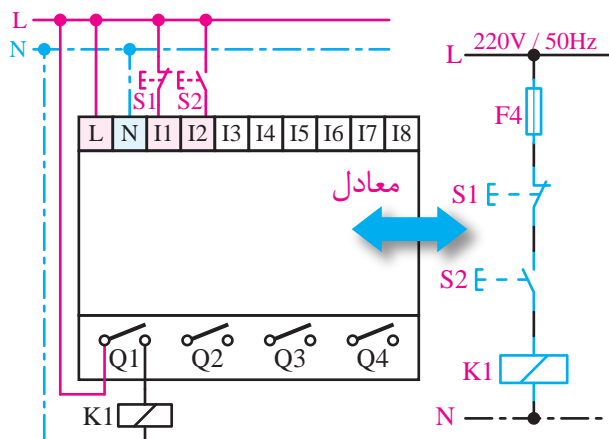 L
N
S1 S2
L N I1 I2 I3 I4 I5 I6 I7 I8
معادل
Q1 Q2 Q3 Q4
K1
220V / 50Hz
L
F4
S1
S2
K1
N